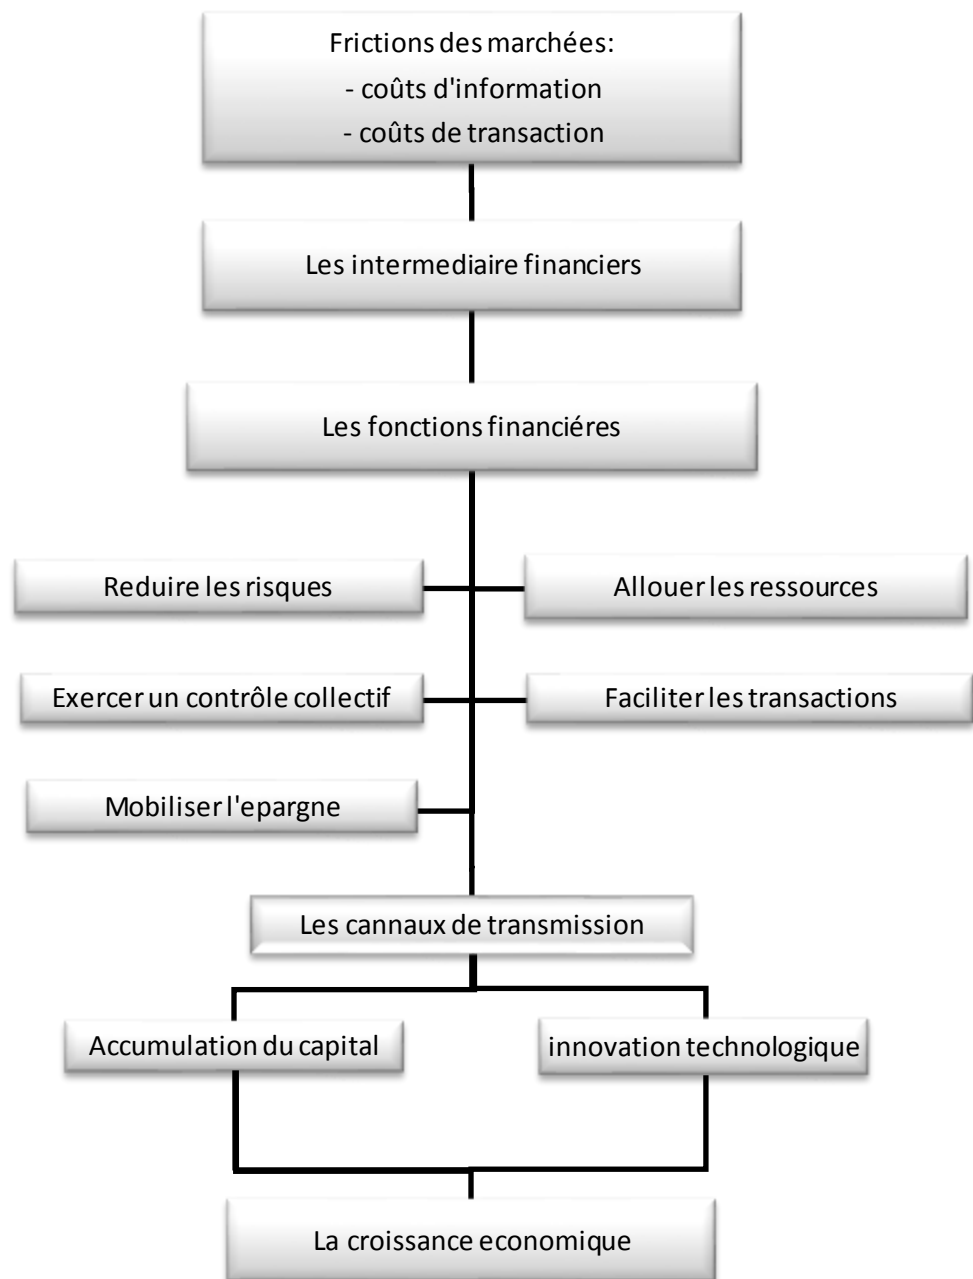 Frictions des marchées:
- coûts d'information
- coûts de transaction
Les intermediaire financiers
Les fonctions financiéres
Reduire les risques
Allouer les ressources
Exercer un contrôle collectif
Faciliter les transactions
Mobiliser l'epargne
Les cannaux de transmission
Accumulation du capital
innovation technologique
La croissance economique